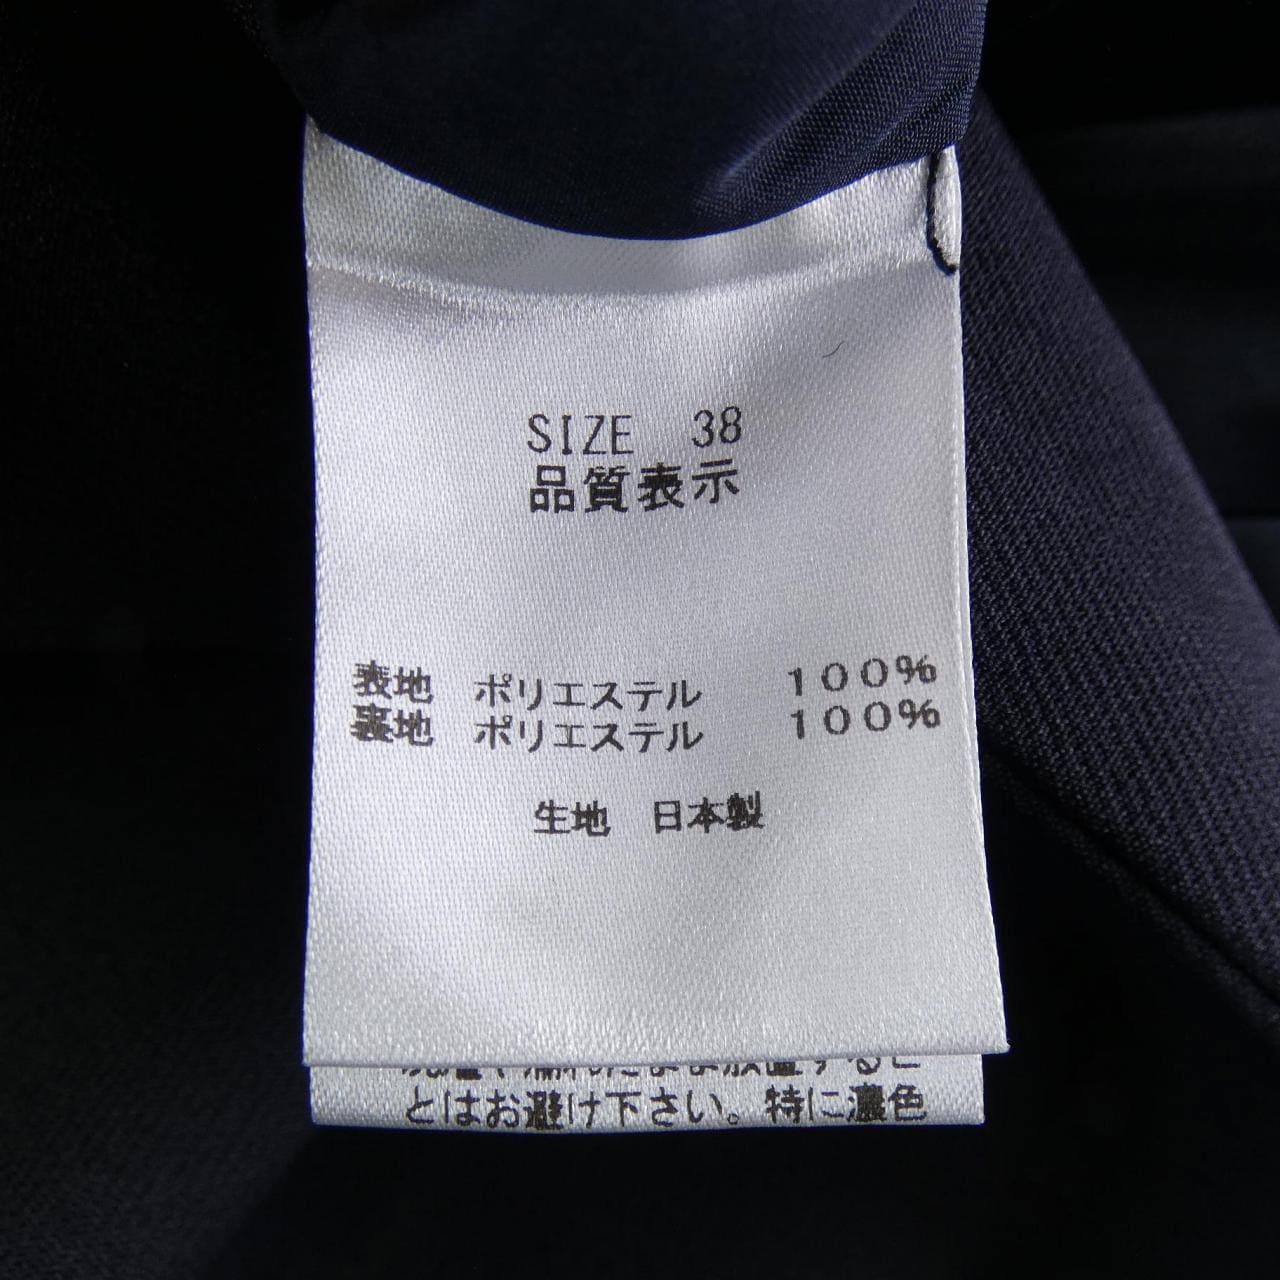 SIZE 38
品質表示
表地 ポリエステル 100%
裏地 ポリエステル 100%
生地 日本製
とはお避け下さい。特に濃色